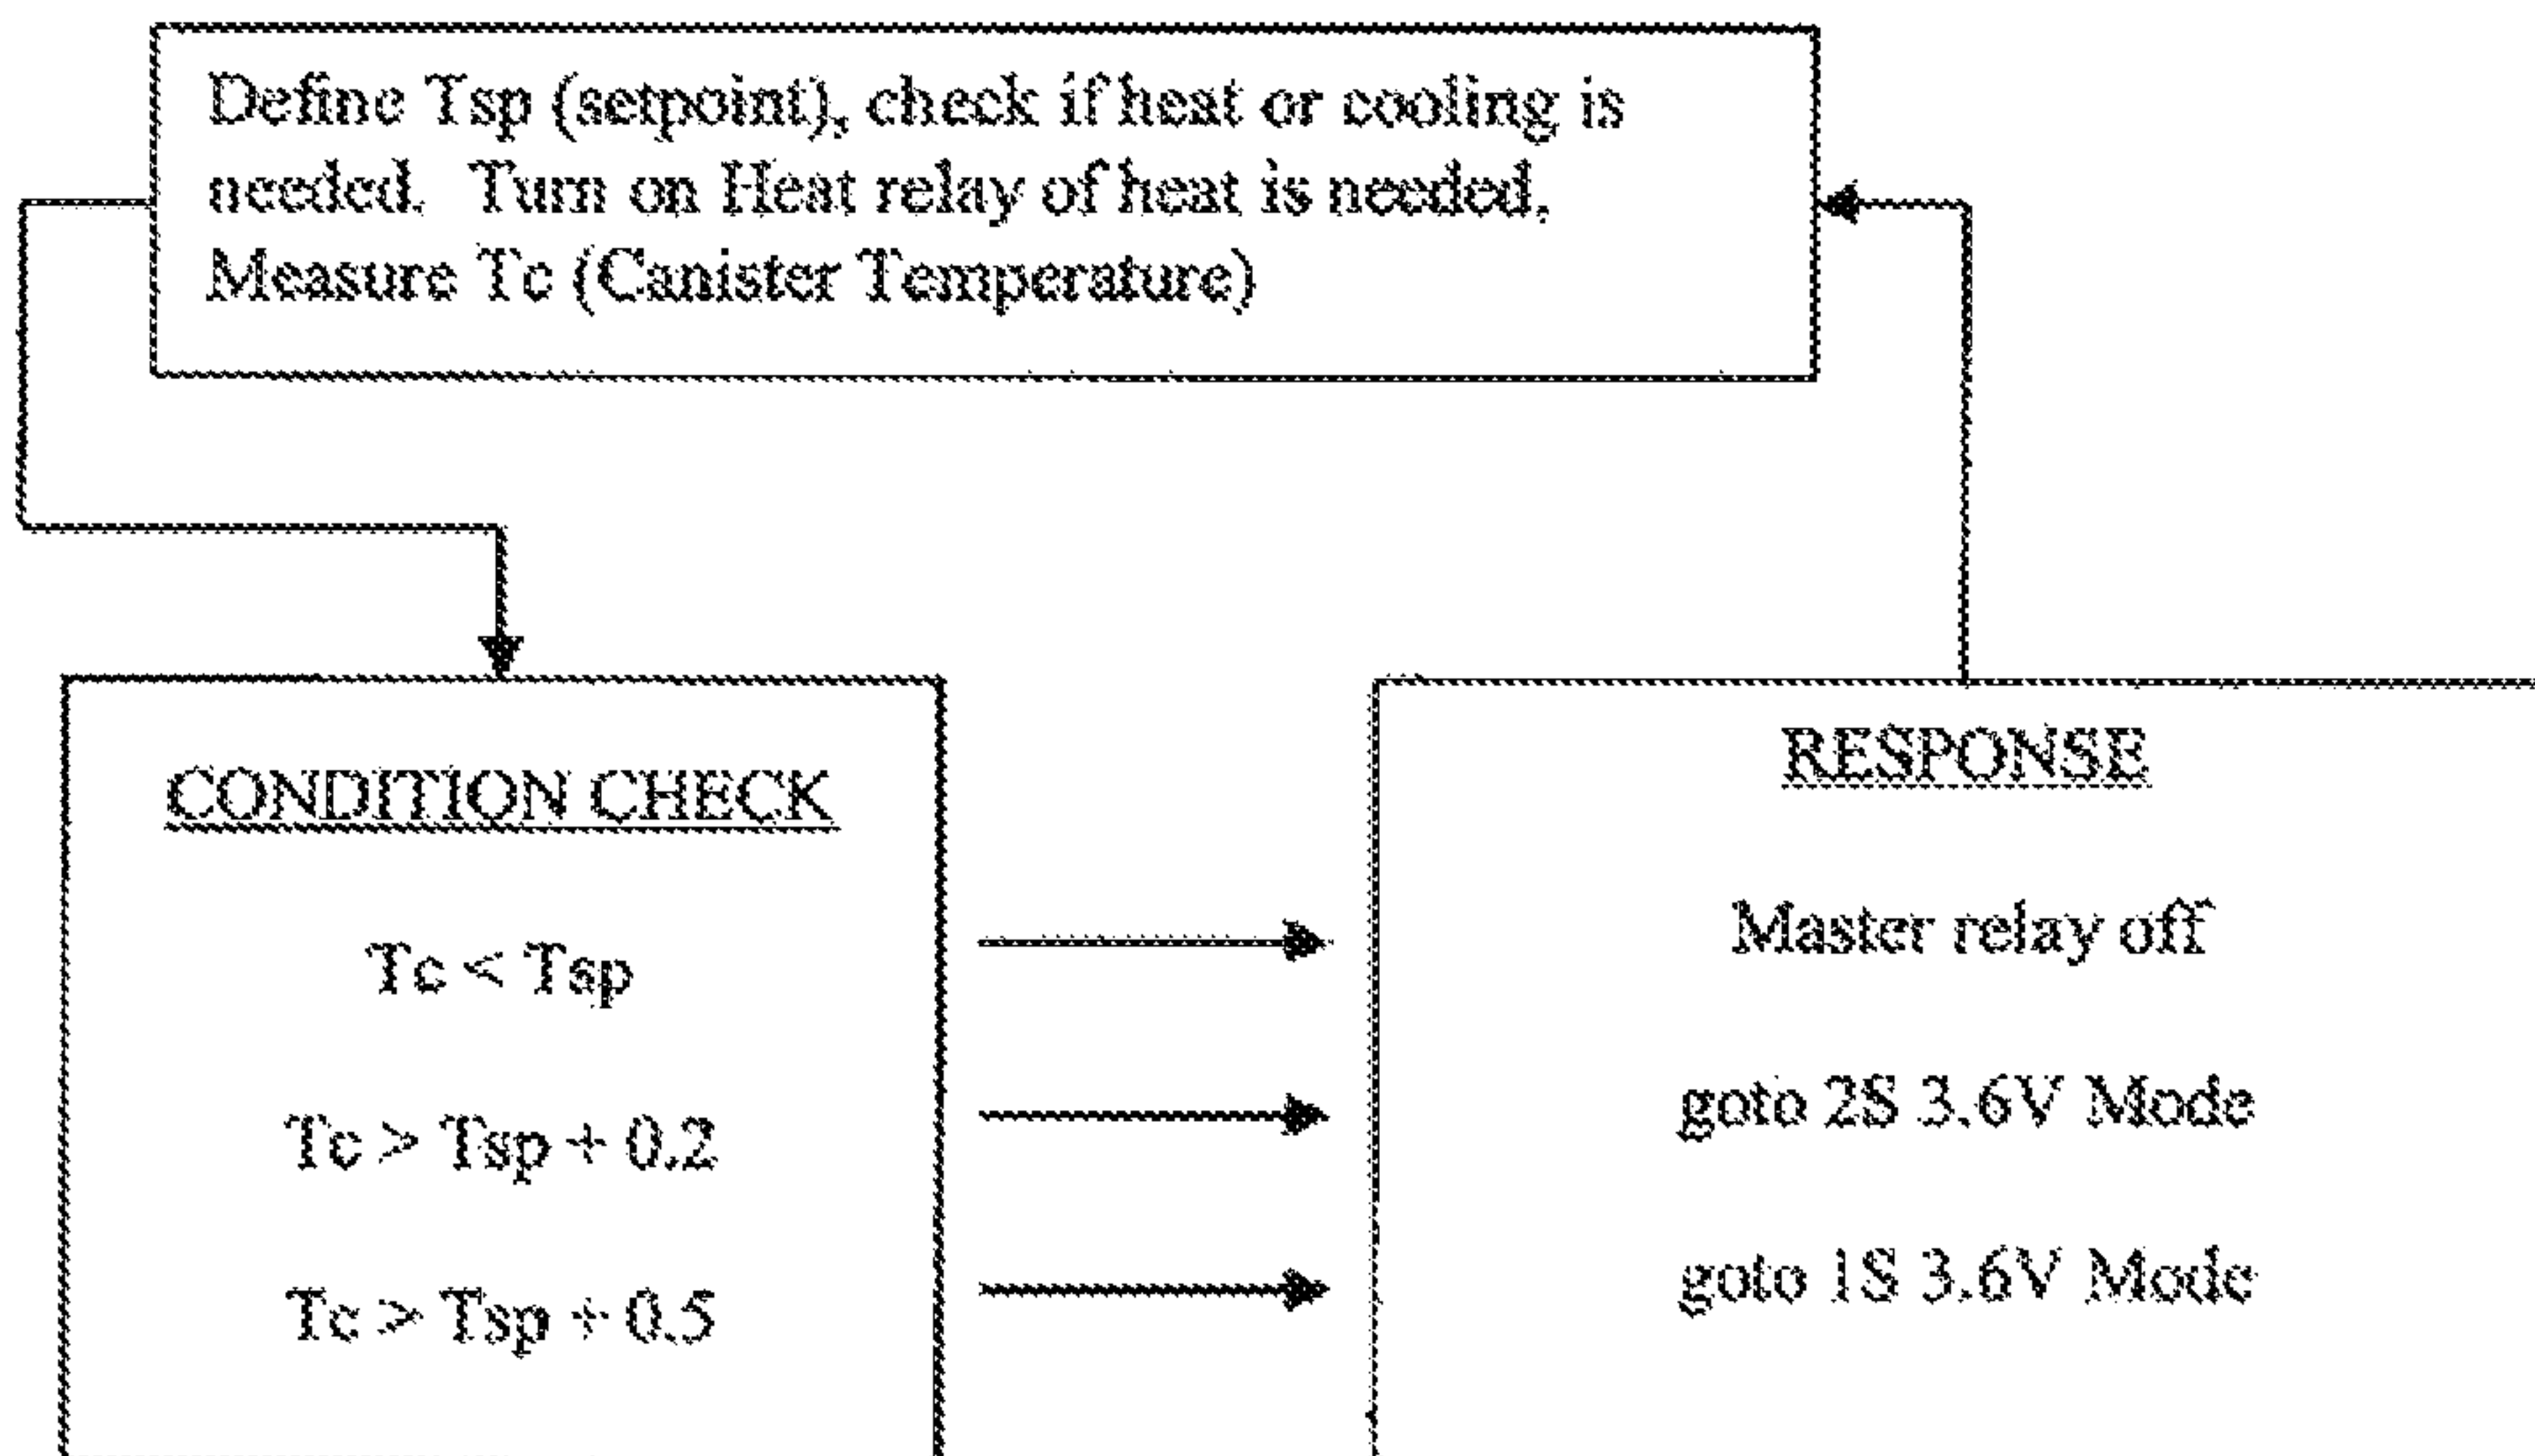 Define Tsp (setpoint), check if heat or cooling is
needed. Turn on Heat relay of heat is needed,
Measure Tc (Canister Temperature)
CONDITION CHECK
Tc < Tsp
Tc > Tsp + 0.2
Tc > Tsp + 0.5
RESPONSE
Master relay off
goto 2S 3.6V Mode
goto 1S 3.6V Mode